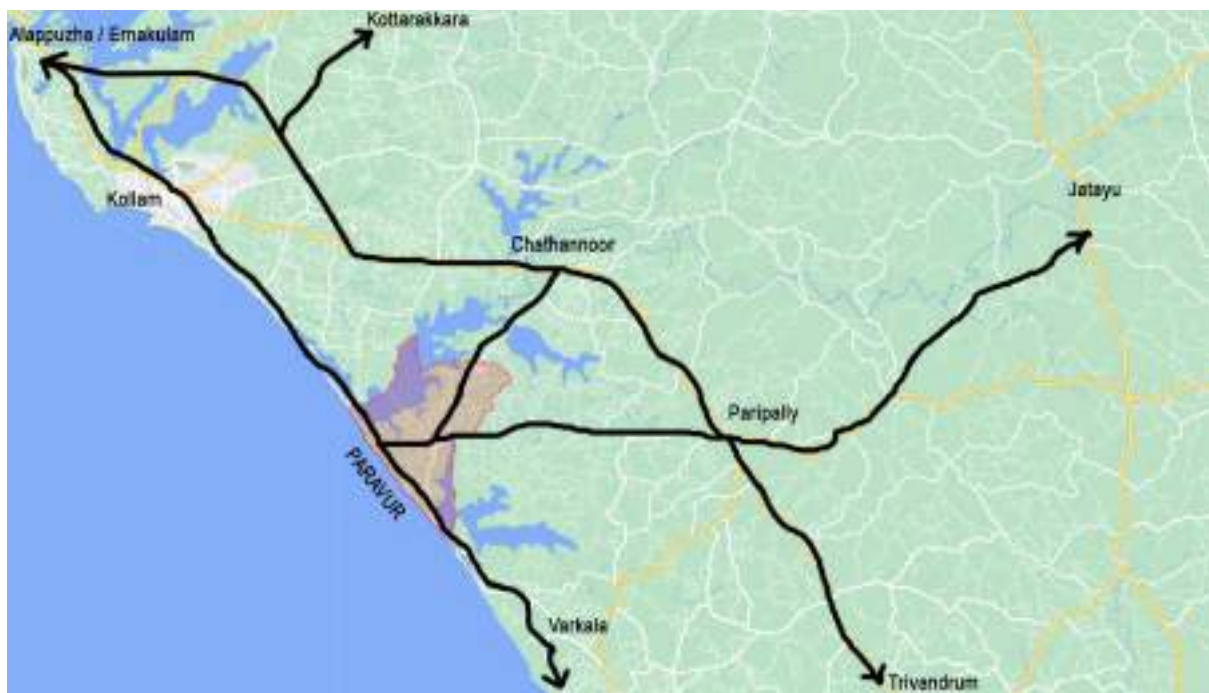 Kottarakkara
Alappuzha / Ernakulam
Jatayu
Kollam
Chathannoor
Paripally
PARAVUR
Varkala
Trivandrum